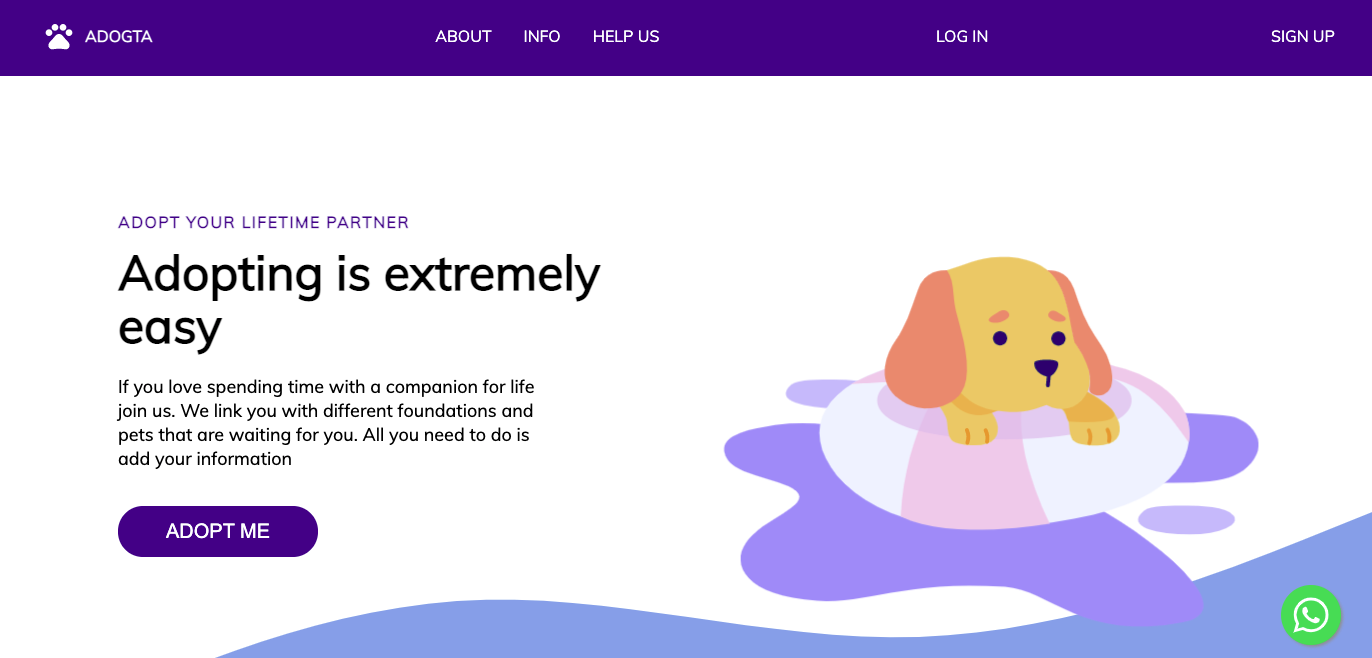 ADOGTA
ABOUT
INFO
HELP US
LOG IN
SIGN UP
ADOPT YOUR LIFETIME PARTNER
Adopting is extremely
easy
If you love spending time with a companion for life
join us. We link you with different foundations and
pets that are waiting for you. All you need to do is
add your information
ADOPT ME